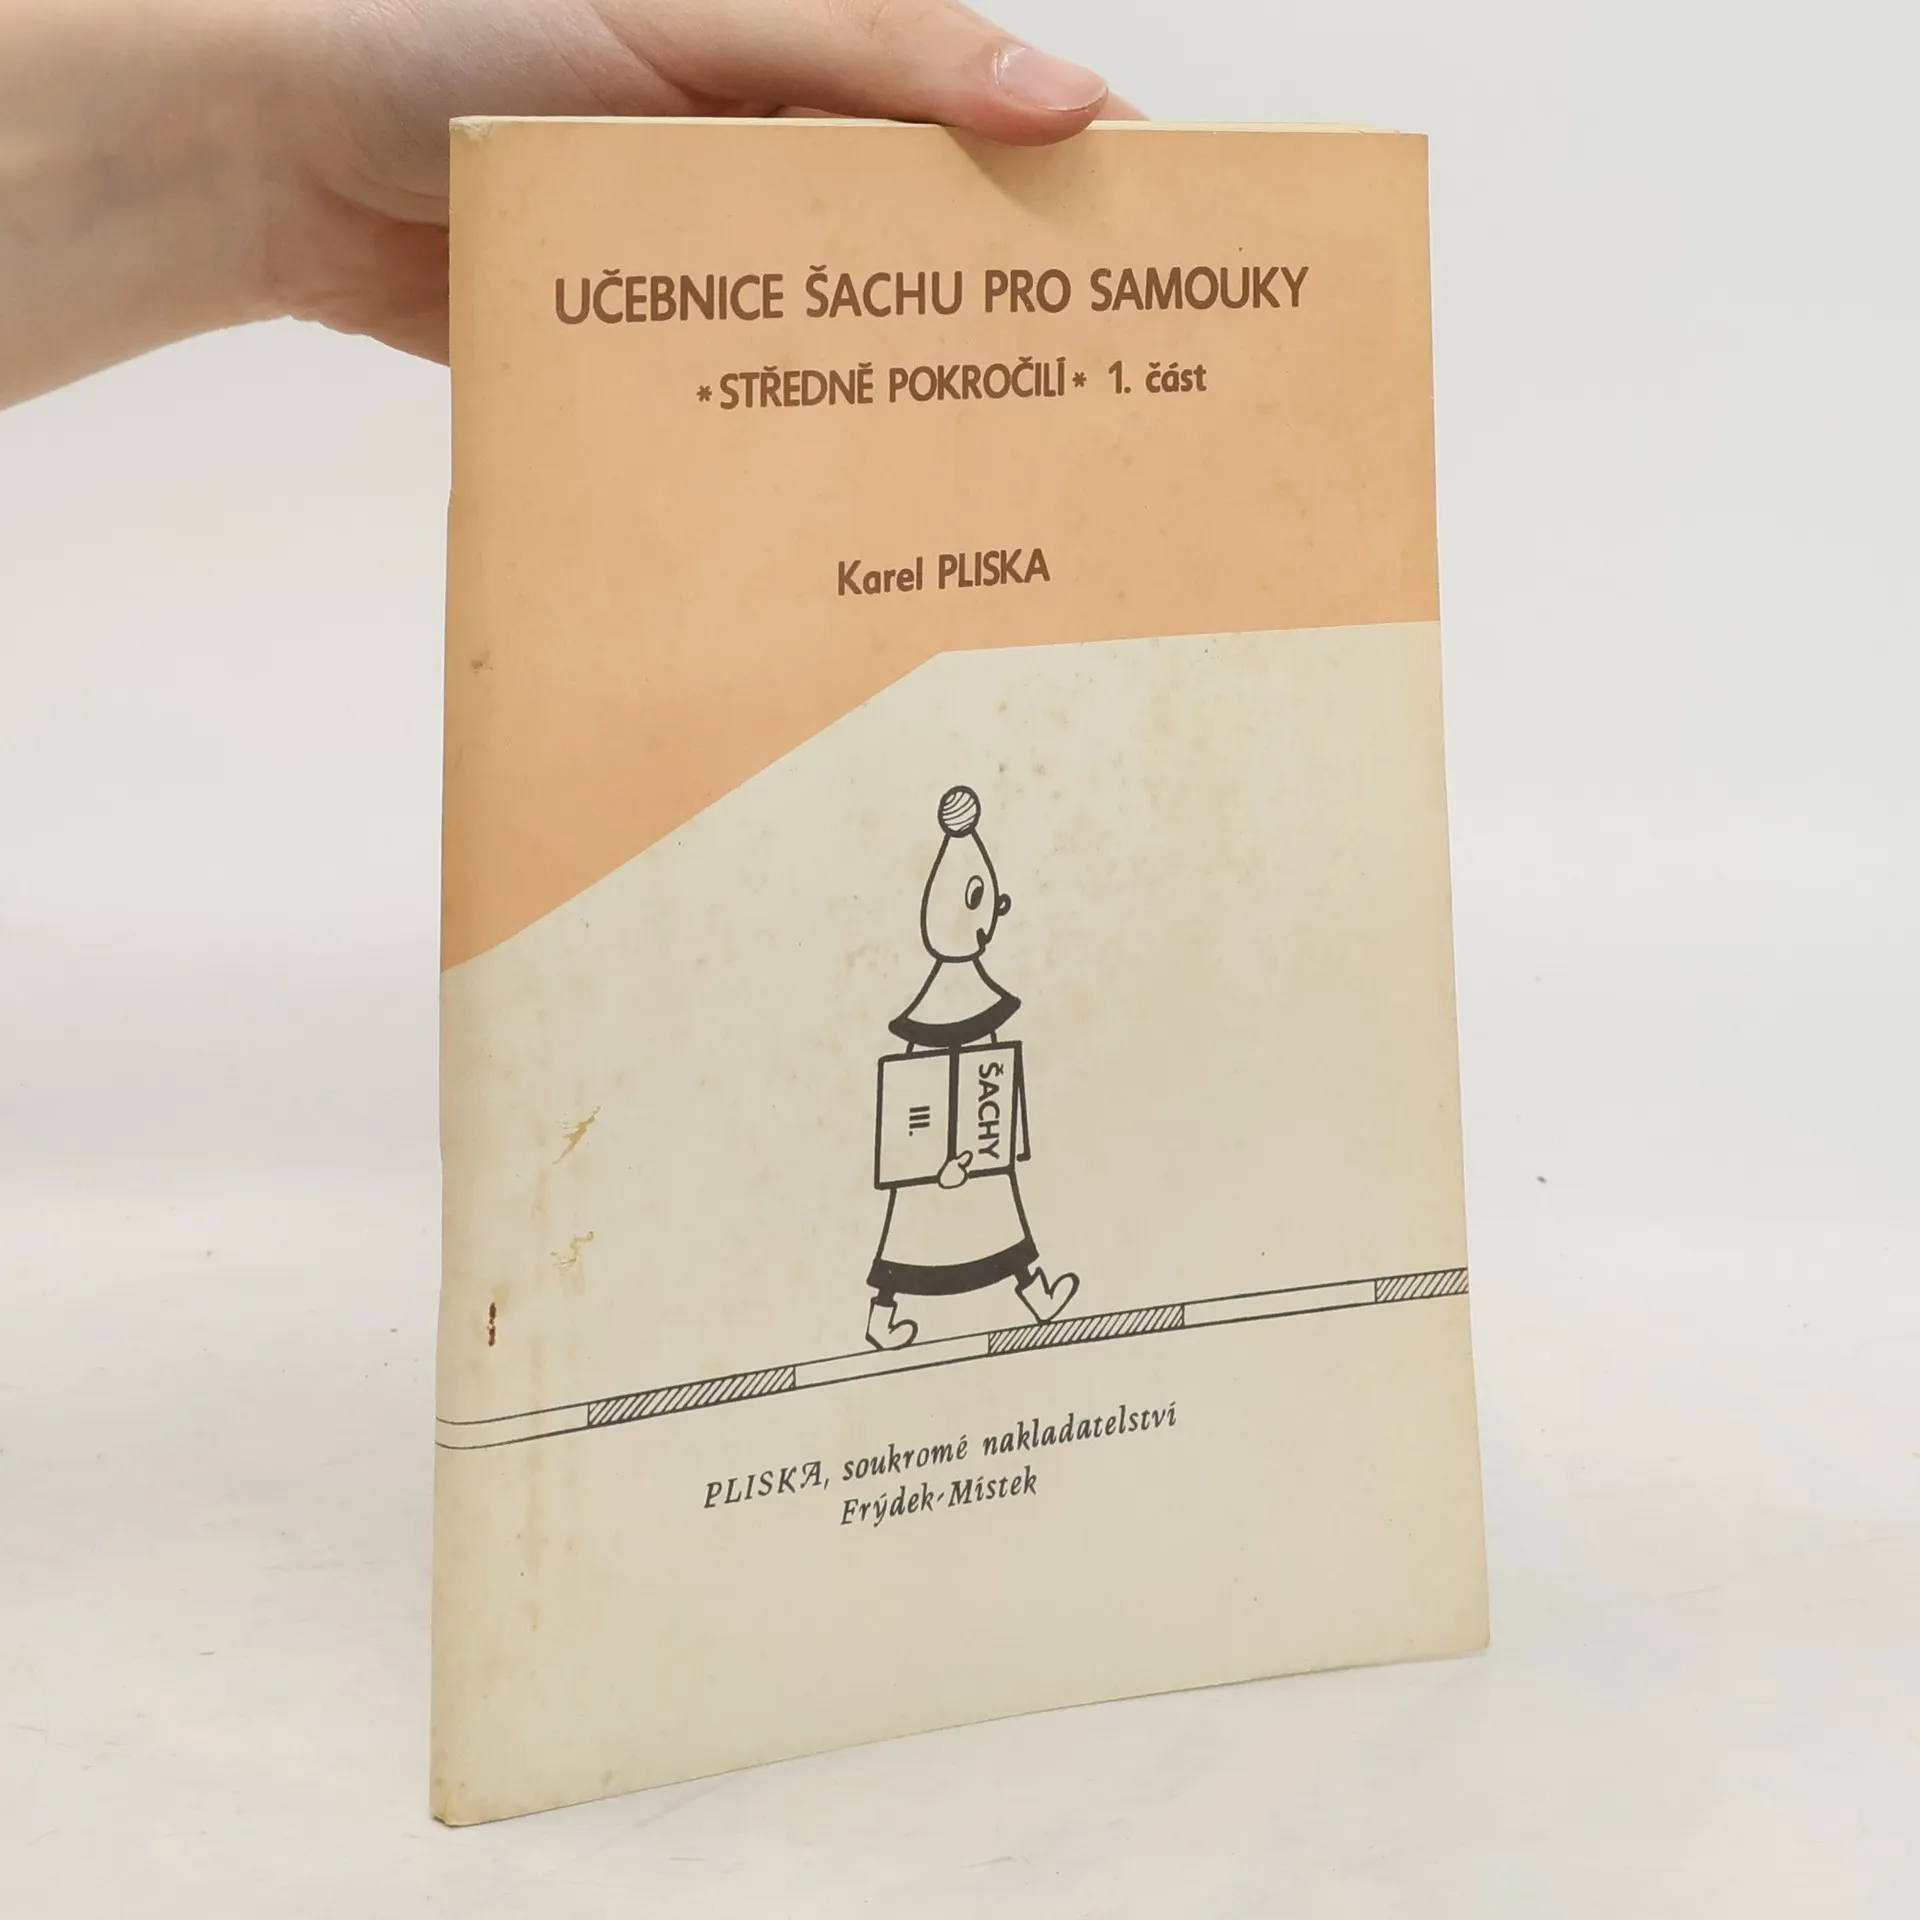 UČEBNICE ŠACHU PRO SAMOUKY
*STŘEDNĚ POKROČILÍ* 1. část
Karel PLISKA
ŠACHY
III.
PLISKA, soukromé nakladatelství
Frýdek-Místek